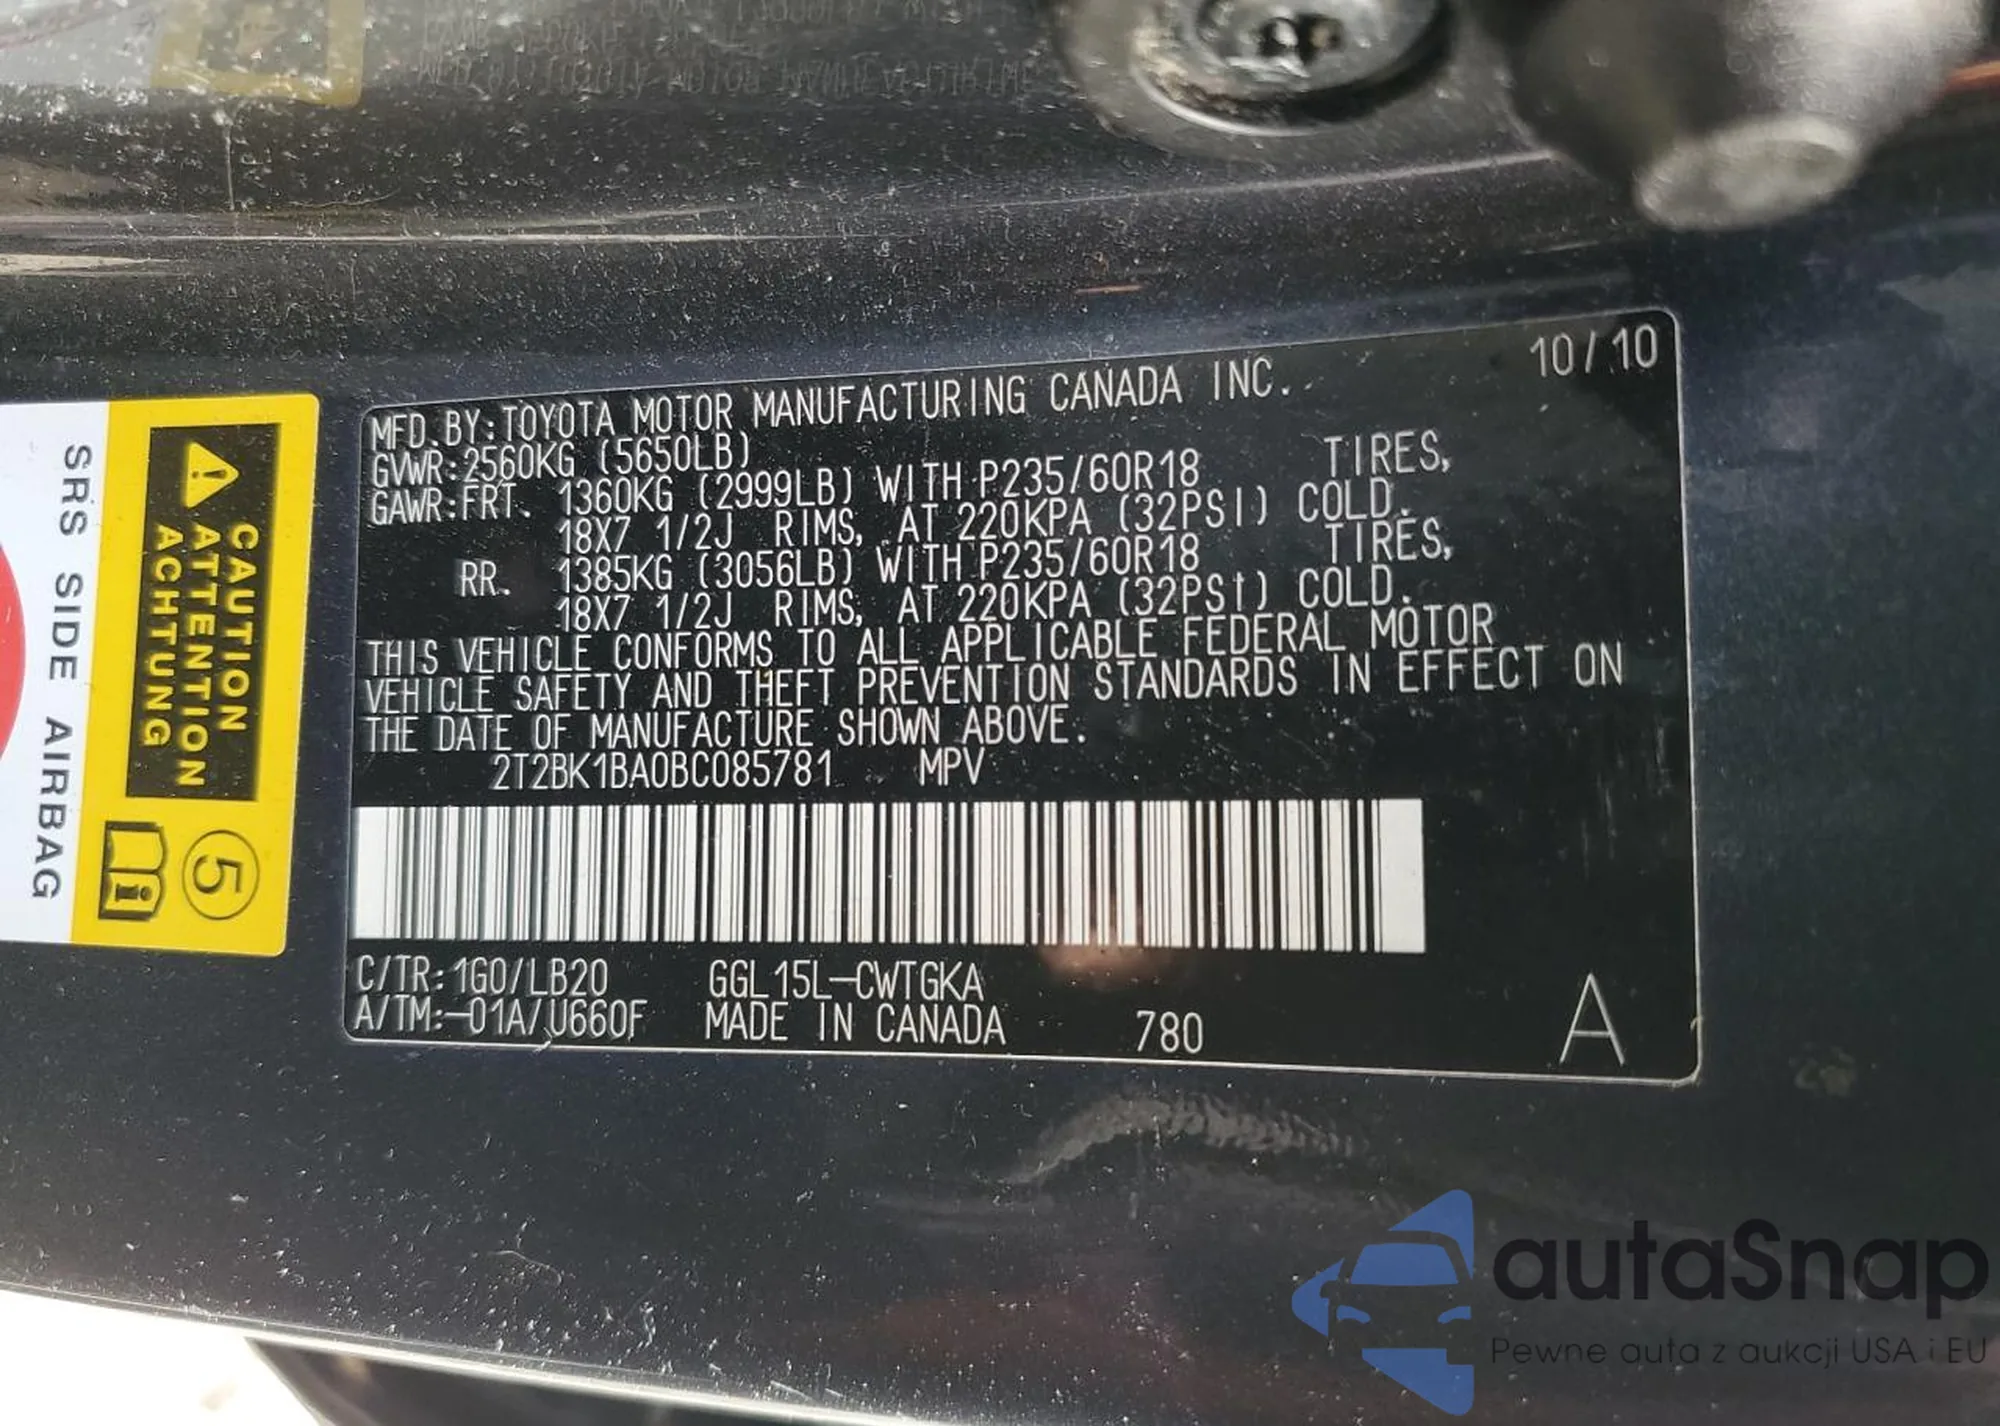 10/10
MFD.BY:TOYOTA MOTOR MANUFACTURING CANADA INC.
GVWR:2560KG (5650LB)
GAWR:FRT. 1360KG (2999LB) WITH P235/60R18 TIRES,
18X7 1/2J RIMS, AT 220KPA (32PSI) COLD.
RR. 1385KG (3056LB) WITH P235/60R18 TIRES,
18X7 1/2J RIMS, AT 220KPA (32PSI) COLD.
THIS VEHICLE CONFORMS TO ALL APPLICABLE FEDERAL MOTOR
VEHICLE SAFETY AND THEFT PREVENTION STANDARDS IN EFFECT ON
THE DATE OF MANUFACTURE SHOWN ABOVE.
2T2BK1BA0BC085781 MPV
C/TR:1G0/LB20 GGL15L-CWTGKA
A/TM:-01A/U660F MADE IN CANADA 780 A
CAUTION
ATTENTION
ACHTUNG
5
SRS SIDE AIRBAG
autaSnap
Pewne auta z aukcji USA i EU